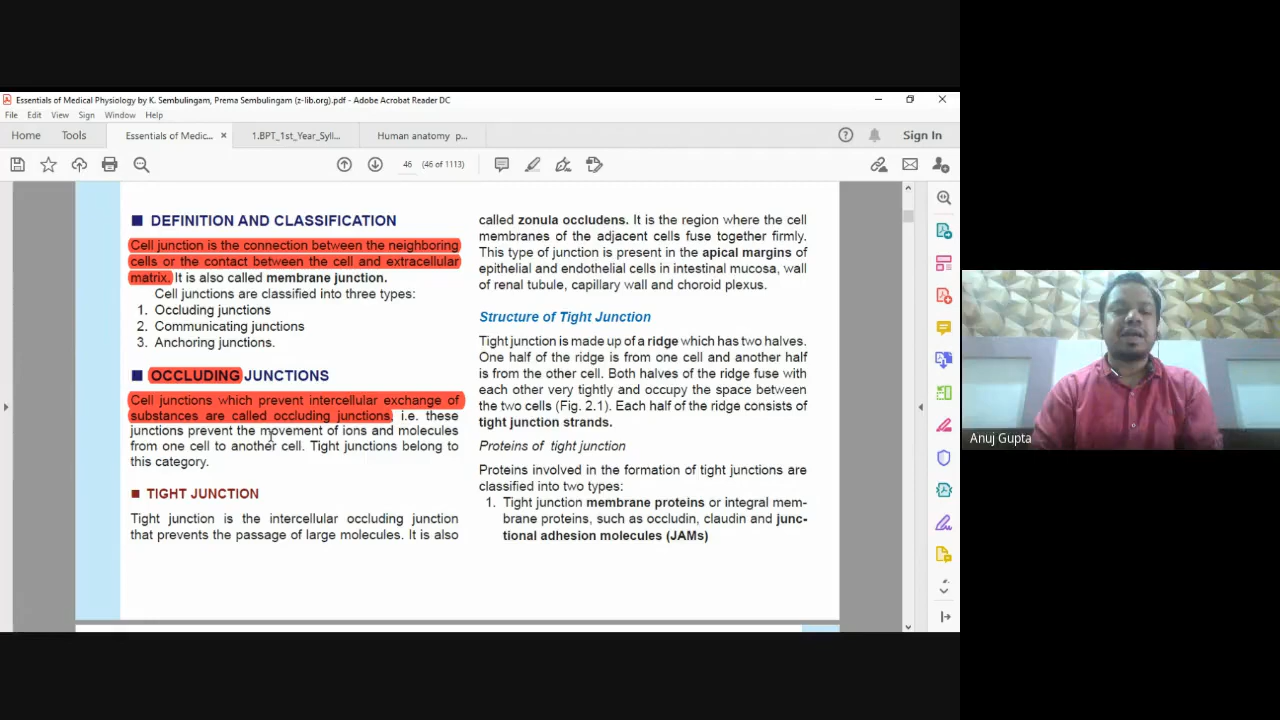 Essentials of Medical Physiology by K. Sembulingam, Prema Sembulingam (z-lib.org).pdf - Adobe Acrobat Reader DC
File Edit View Sign Window Help
Home Tools Essentials of Medic... × 1.BPT_1st_Year_Syll... Human anatomy p... Sign In
46 (46 of 1113)
DEFINITION AND CLASSIFICATION
Cell junction is the connection between the neighboring
cells or the contact between the cell and extracellular
matrix. It is also called membrane junction.
Cell junctions are classified into three types:
1. Occluding junctions
2. Communicating junctions
3. Anchoring junctions.
OCCLUDING JUNCTIONS
Cell junctions which prevent intercellular exchange of
substances are called occluding junctions, i.e. these
junctions prevent the movement of ions and molecules
from one cell to another cell. Tight junctions belong to
this category.
TIGHT JUNCTION
Tight junction is the intercellular occluding junction
that prevents the passage of large molecules. It is also
called zonula occludens. It is the region where the cell
membranes of the adjacent cells fuse together firmly.
This type of junction is present in the apical margins of
epithelial and endothelial cells in intestinal mucosa, wall
of renal tubule, capillary wall and choroid plexus.
Structure of Tight Junction
Tight junction is made up of a ridge which has two halves.
One half of the ridge is from one cell and another half
is from the other cell. Both halves of the ridge fuse with
each other very tightly and occupy the space between
the two cells (Fig. 2.1). Each half of the ridge consists of
tight junction strands.
Proteins of tight junction
Proteins involved in the formation of tight junctions are
classified into two types:
1. Tight junction membrane proteins or integral mem-
brane proteins, such as occludin, claudin and junc-
tional adhesion molecules (JAMs)
Anuj Gupta